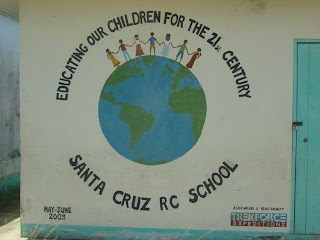 EDUCATING OUR CHILDREN FOR THE 21st CENTURY
SANTA CRUZ RC SCHOOL
MAY-JUNE
2003
TREKFORCE
EXPEDITIONS